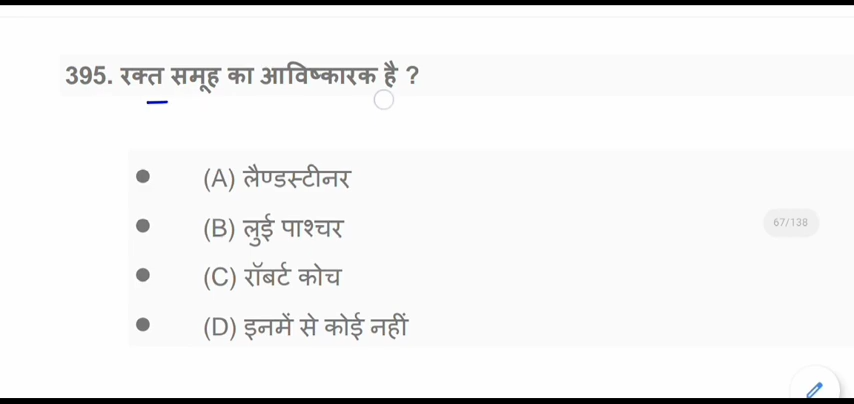 395. रक्त समूह का आविष्कारक है ?
(A) लैण्डस्टीनर
(B) लुई पाश्चर
67/138
(C) रॉबर्ट कोच
(D) इनमें से कोई नहीं